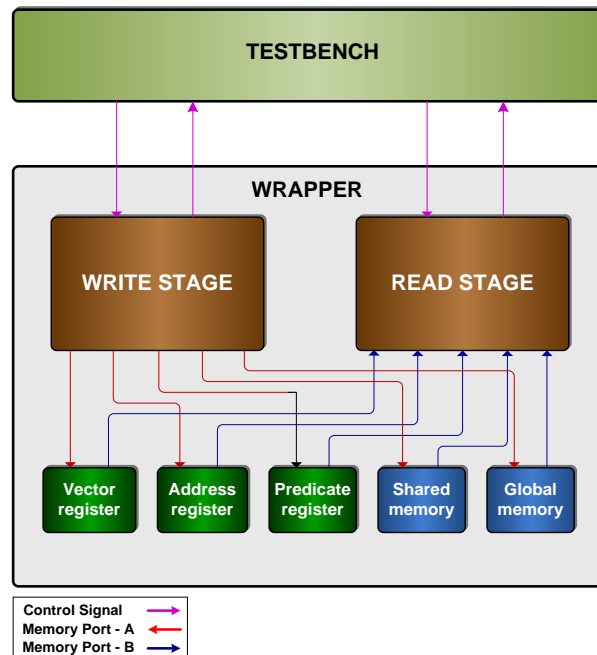 TESTBENCH
WRAPPER
WRITE STAGE
READ STAGE
Vector
register
Address
register
Predicate
register
Shared
memory
Global
memory
Control Signal
Memory Port - A
Memory Port - B